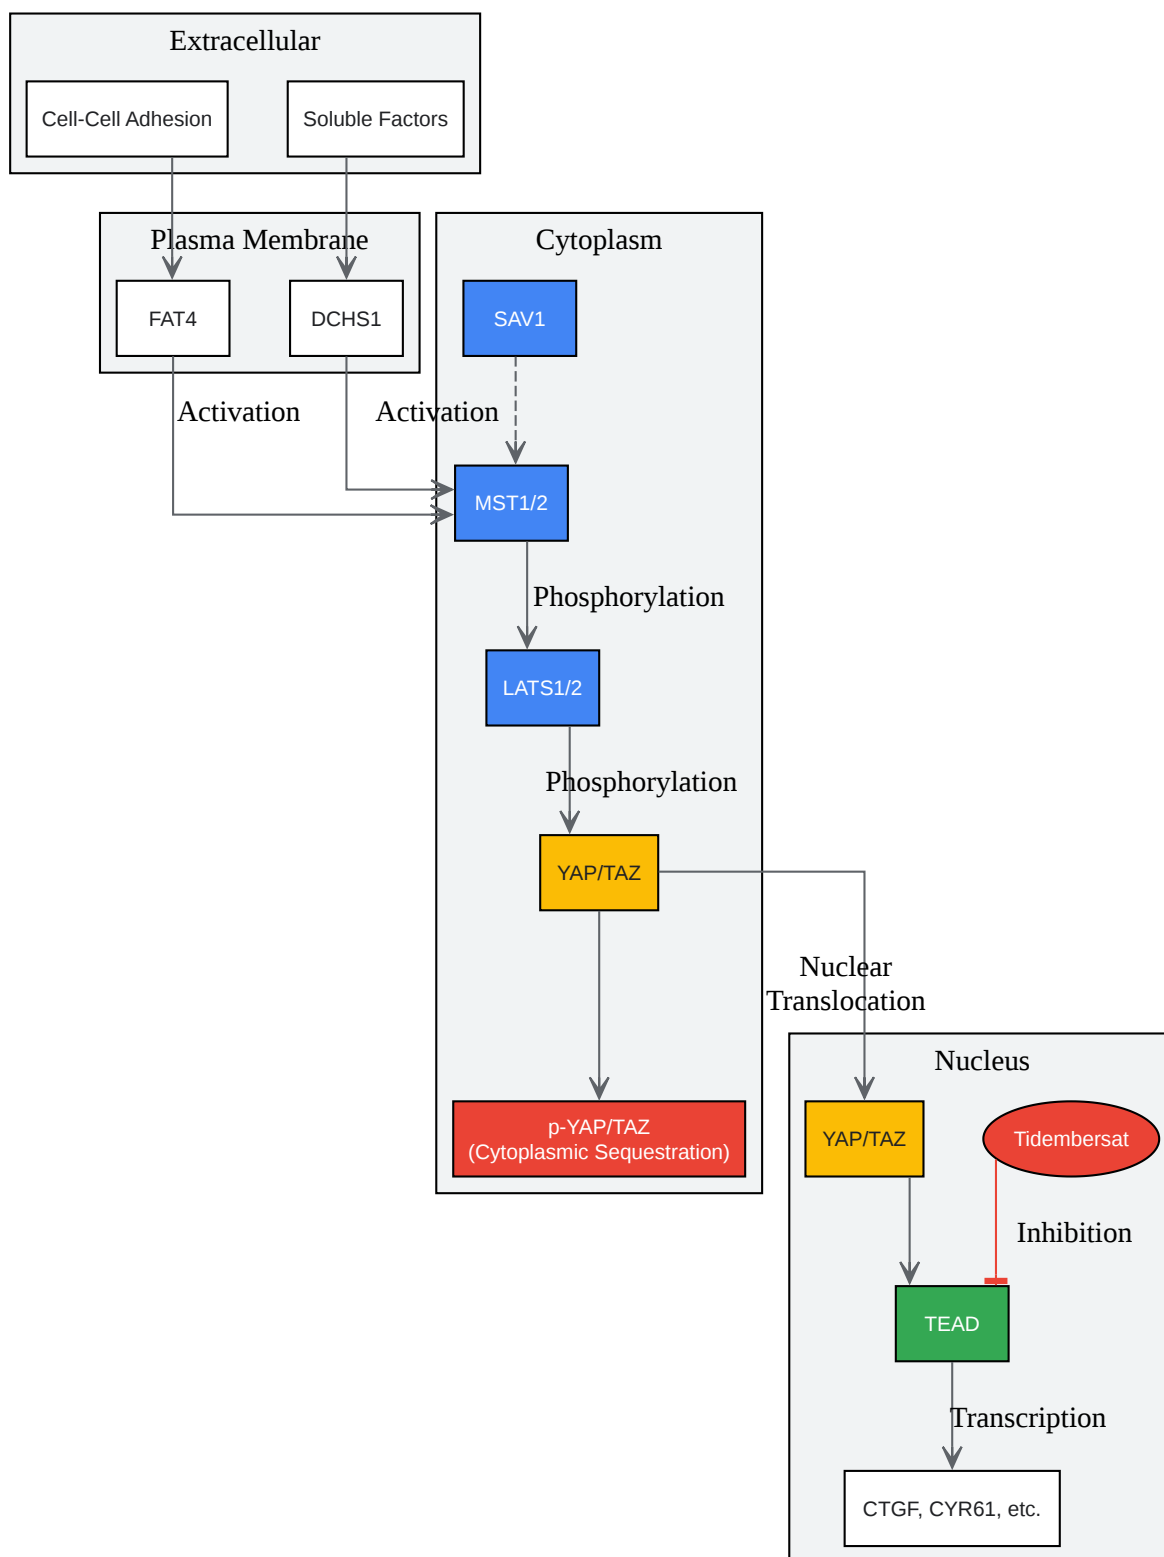 Extracellular
Cell-Cell Adhesion
Soluble Factors
Plasma Membrane
Cytoplasm
FAT4
DCHS1
SAV1
Activation
Activation
MST1/2
Phosphorylation
LATS1/2
Phosphorylation
YAP/TAZ
Nuclear
Translocation
Nucleus
p-YAP/TAZ
(Cytoplasmic Sequestration)
YAP/TAZ
Tidembersat
Inhibition
TEAD
Transcription
CTGF, CYR61, etc.